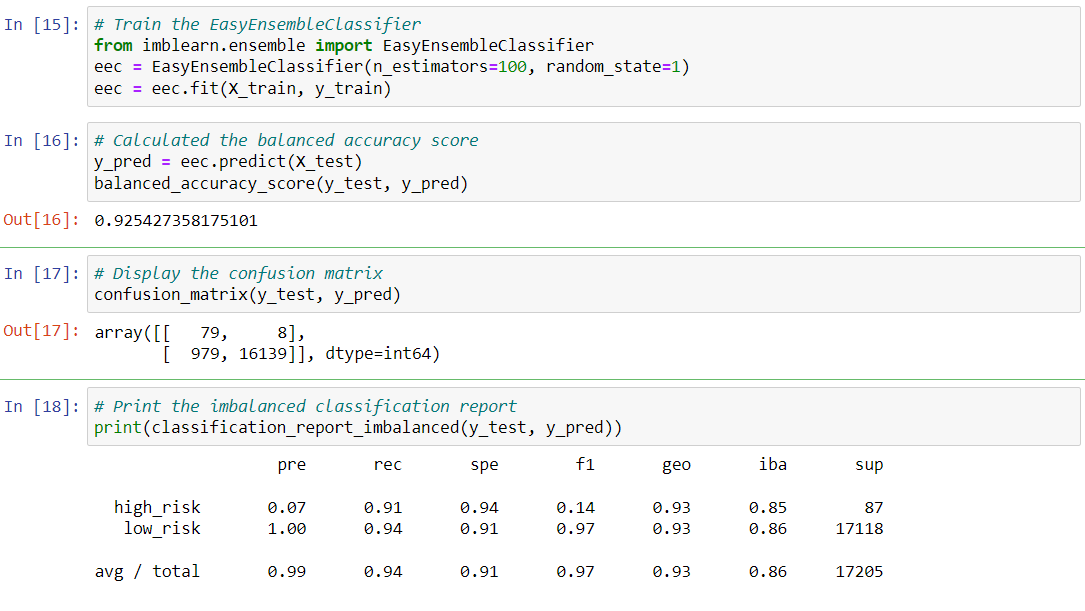 In [15]: # Train the EasyEnsembleClassifier
from imblearn.ensemble import EasyEnsembleClassifier
eec = EasyEnsembleClassifier(n_estimators=100, random_state=1)
eec = eec.fit(X_train, y_train)
In [16]: # Calculated the balanced accuracy score
y_pred = eec.predict(X_test)
balanced_accuracy_score(y_test, y_pred)
Out[16]: 0.925427358175101
In [17]: # Display the confusion matrix
confusion_matrix(y_test, y_pred)
Out[17]: array([[   79,     8],
       [  979, 16139]], dtype=int64)
In [18]: # Print the imbalanced classification report
print(classification_report_imbalanced(y_test, y_pred))
pre rec spe f1 geo iba sup
high_risk 0.07 0.91 0.94 0.14 0.93 0.85 87
low_risk 1.00 0.94 0.91 0.97 0.93 0.86 17118
avg / total 0.99 0.94 0.91 0.97 0.93 0.86 17205